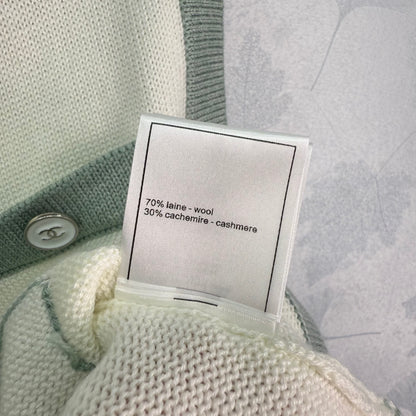 70% laine - wool
30% cachemire - cashmere